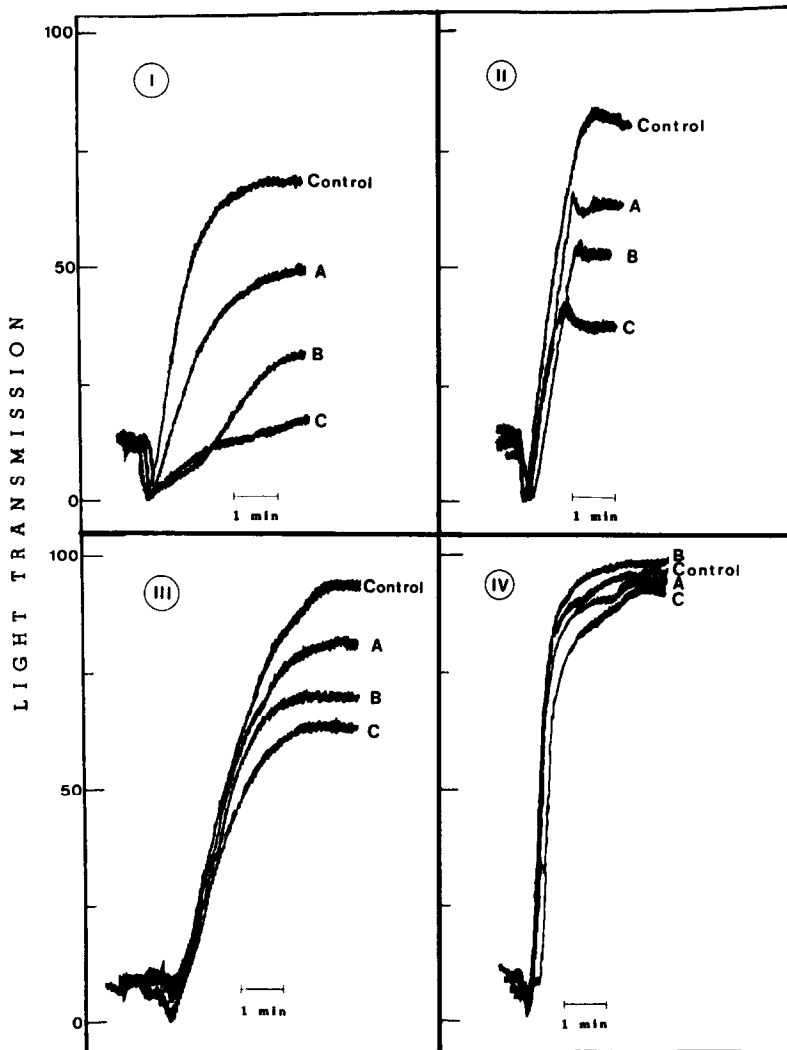 LIGHT TRANSMISSION
100
50
0
I
Control
A
B
C
1 min
II
Control
A
B
C
1 min
100
50
0
III
Control
A
B
C
1 min
IV
B
Control
A
C
1 min